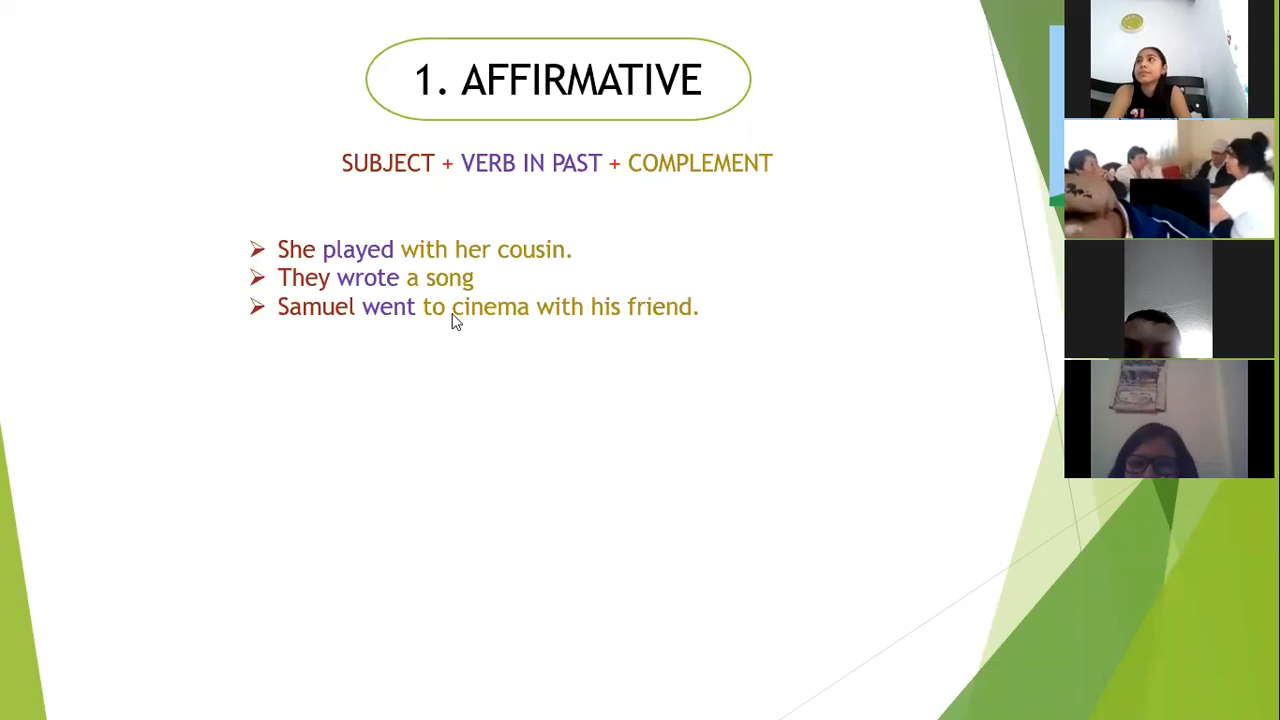 1. AFFIRMATIVE
SUBJECT + VERB IN PAST + COMPLEMENT
She played with her cousin.
They wrote a song
Samuel went to cinema with his friend.